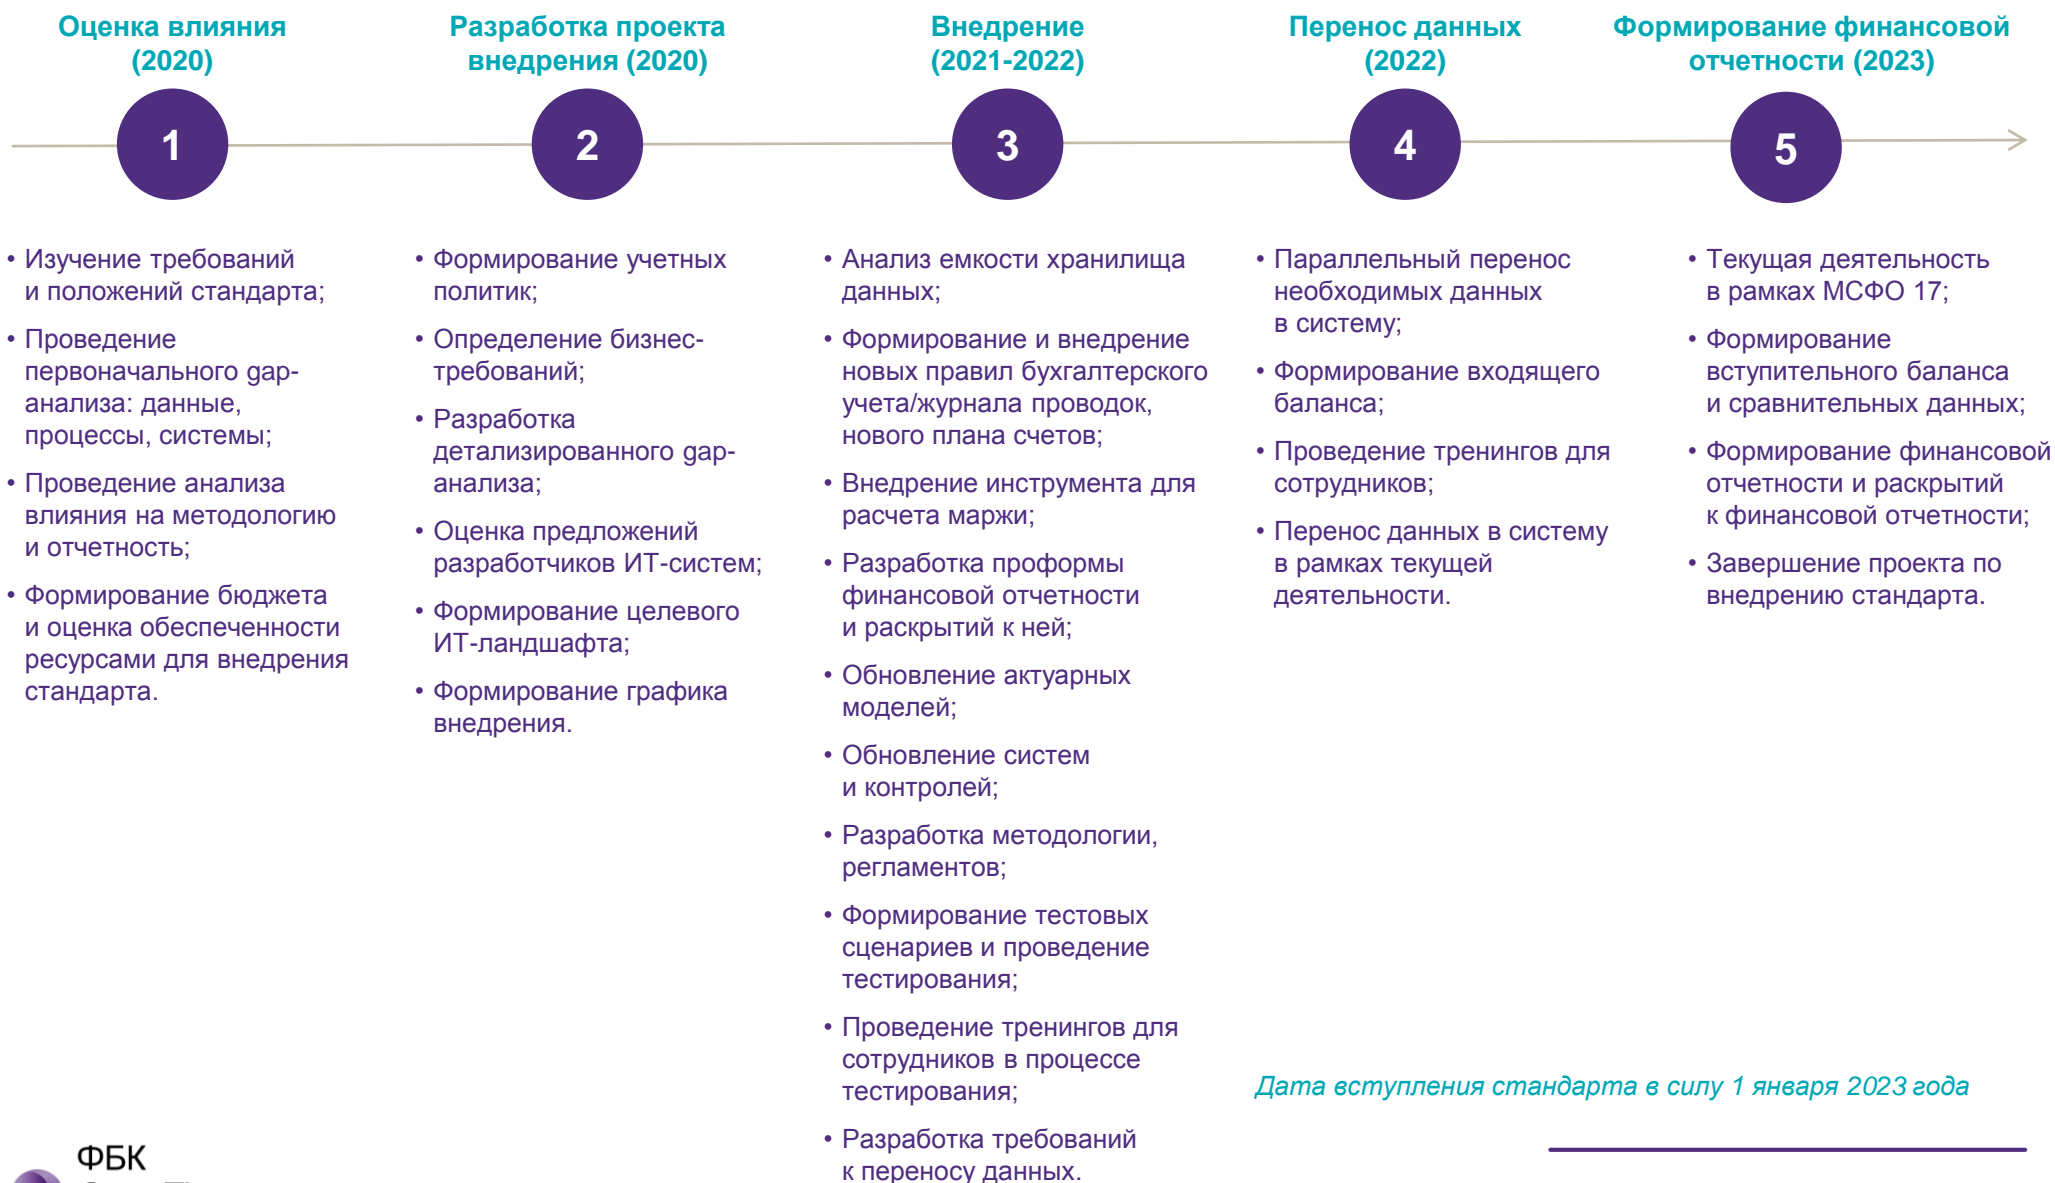 Оценка влияния
(2020)
Разработка проекта
внедрения (2020)
Внедрение
(2021-2022)
Перенос данных
(2022)
Формирование финансовой
отчетности (2023)
1
2
3
4
5
• Изучение требований
и положений стандарта;
• Проведение
первоначального gap-
анализа: данные,
процессы, системы;
• Проведение анализа
влияния на методологию
и отчетность;
• Формирование бюджета
и оценка обеспеченности
ресурсами для внедрения
стандарта.
• Формирование учетных
политик;
• Определение бизнес-
требований;
• Разработка
детализированного gap-
анализа;
• Оценка предложений
разработчиков ИТ-систем;
• Формирование целевого
ИТ-ландшафта;
• Формирование графика
внедрения.
• Анализ емкости хранилища
данных;
• Формирование и внедрение
новых правил бухгалтерского
учета/журнала проводок,
нового плана счетов;
• Внедрение инструмента для
расчета маржи;
• Разработка проформы
финансовой отчетности
и раскрытий к ней;
• Обновление актуарных
моделей;
• Обновление систем
и контролей;
• Разработка методологии,
регламентов;
• Формирование тестовых
сценариев и проведение
тестирования;
• Проведение тренингов для
сотрудников в процессе
тестирования;
• Разработка требований
к переносу данных.
• Параллельный перенос
необходимых данных
в систему;
• Формирование входящего
баланса;
• Проведение тренингов для
сотрудников;
• Перенос данных в систему
в рамках текущей
деятельности.
• Текущая деятельность
в рамках МСФО 17;
• Формирование
вступительного баланса
и сравнительных данных;
• Формирование финансовой
отчетности и раскрытий
к финансовой отчетности;
• Завершение проекта по
внедрению стандарта.
Дата вступления стандарта в силу 1 января 2023 года
ФБК